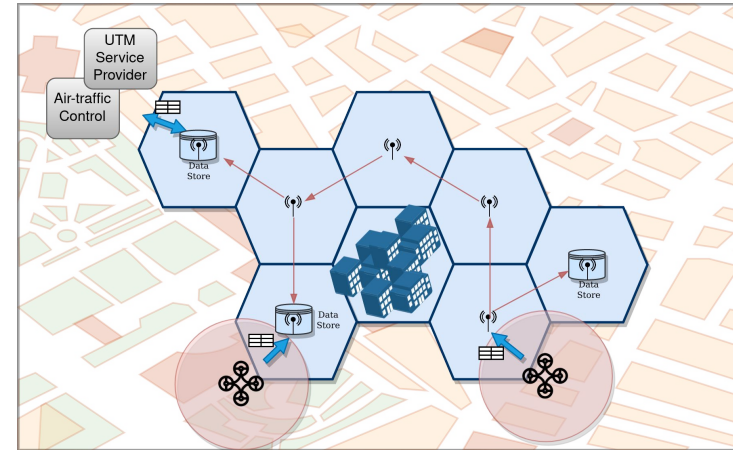 UTM
Service
Provider
Air-traffic
Control
Data
Store
Data
Store
Data
Store